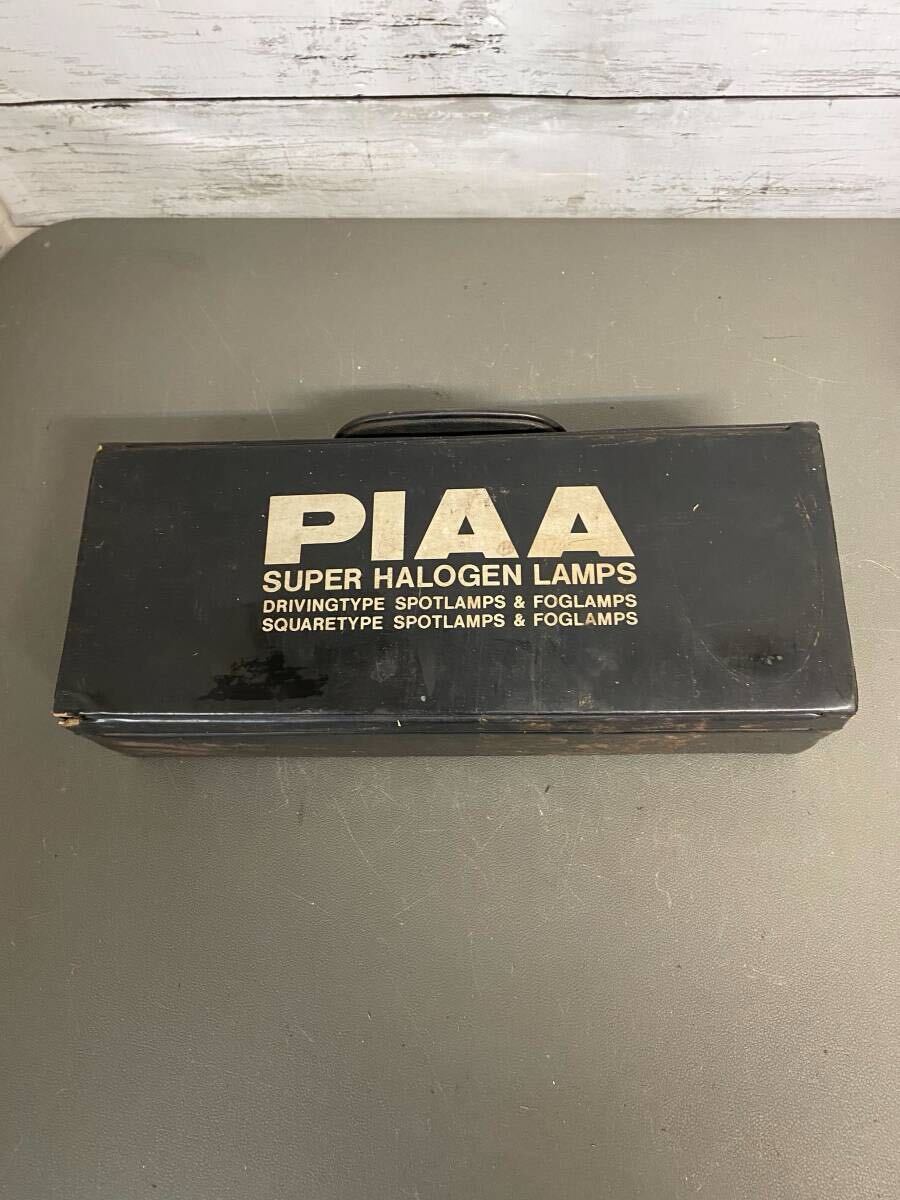 PIAA
SUPER HALOGEN LAMPS
DRIVINGTYPE SPOTLAMPS & FOGLAMPS
SQUARETYPE SPOTLAMPS & FOGLAMPS